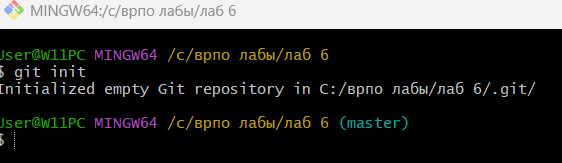 MINGW64:/c/врпо лабы/лаб 6
User@W11PC MINGW64 /c/врпо лабы/лаб 6
$ git init
Initialized empty Git repository in C:/врпо лабы/лаб 6/.git/
User@W11PC MINGW64 /c/врпо лабы/лаб 6 (master)
$